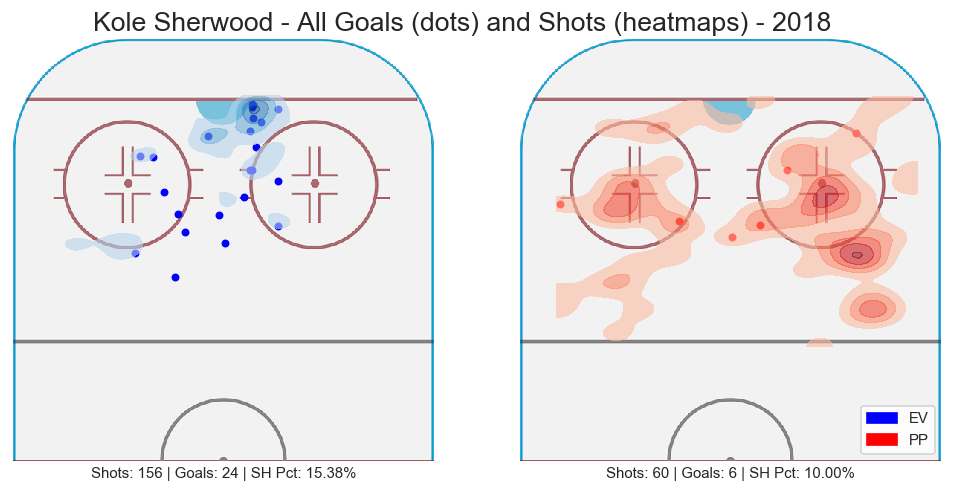 Kole Sherwood - All Goals (dots) and Shots (heatmaps) - 2018
EV
PP
Shots: 156 | Goals: 24 | SH Pct: 15.38%
Shots: 60 | Goals: 6 | SH Pct: 10.00%